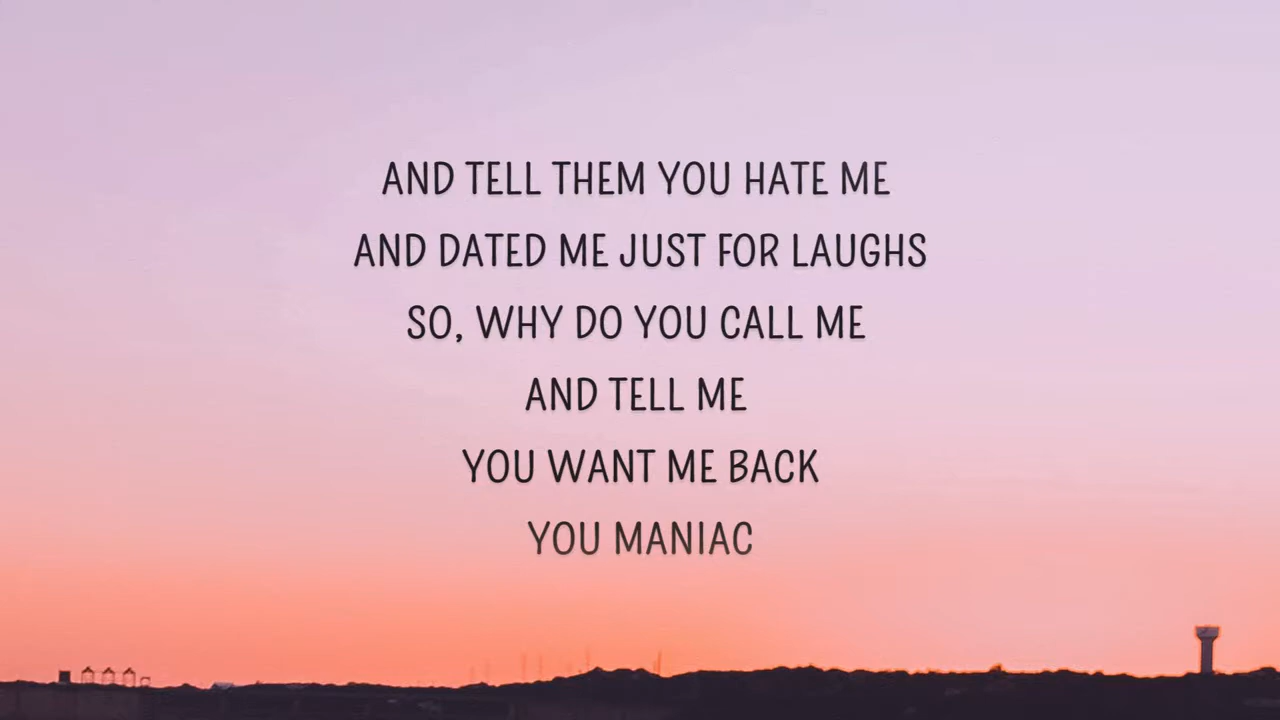 AND TELL THEM YOU HATE ME
AND DATED ME JUST FOR LAUGHS
SO, WHY DO YOU CALL ME
AND TELL ME
YOU WANT ME BACK
YOU MANIAC